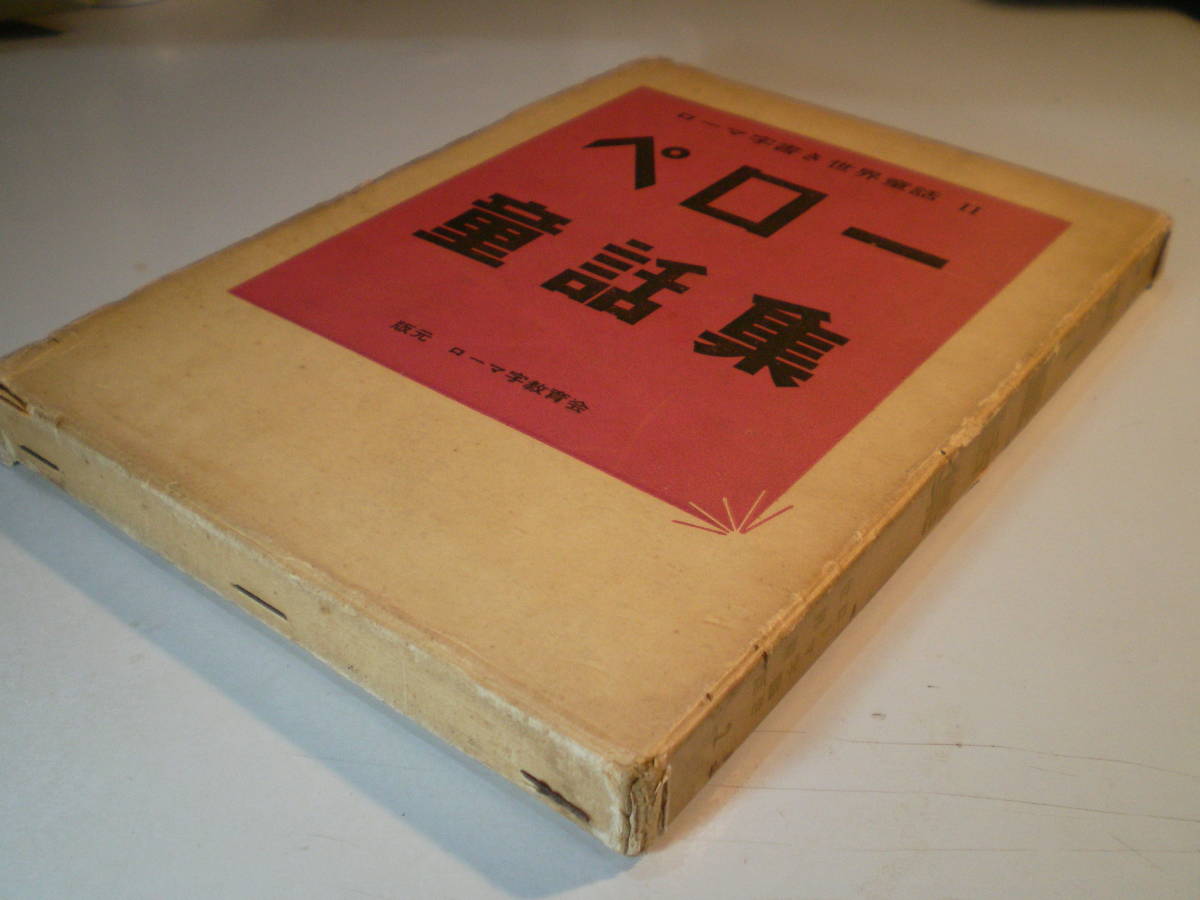 ローマ字書き世界童話 11
ペロー
童話集
版元 ローマ字教育会